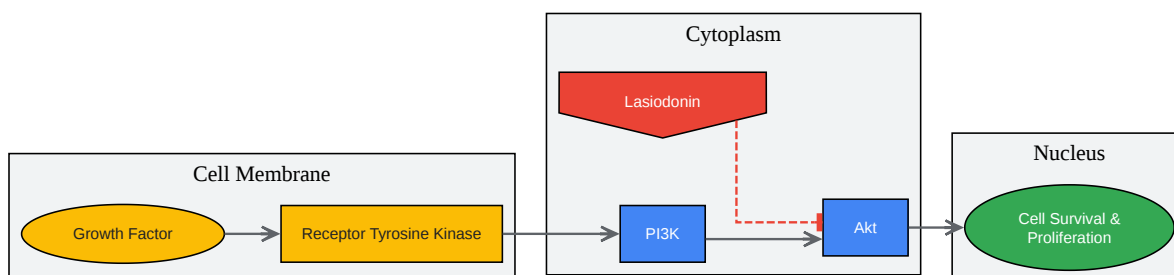 Cell Membrane
Growth Factor
Receptor Tyrosine Kinase
Cytoplasm
Lasiodonin
PI3K
Akt
Nucleus
Cell Survival &
Proliferation